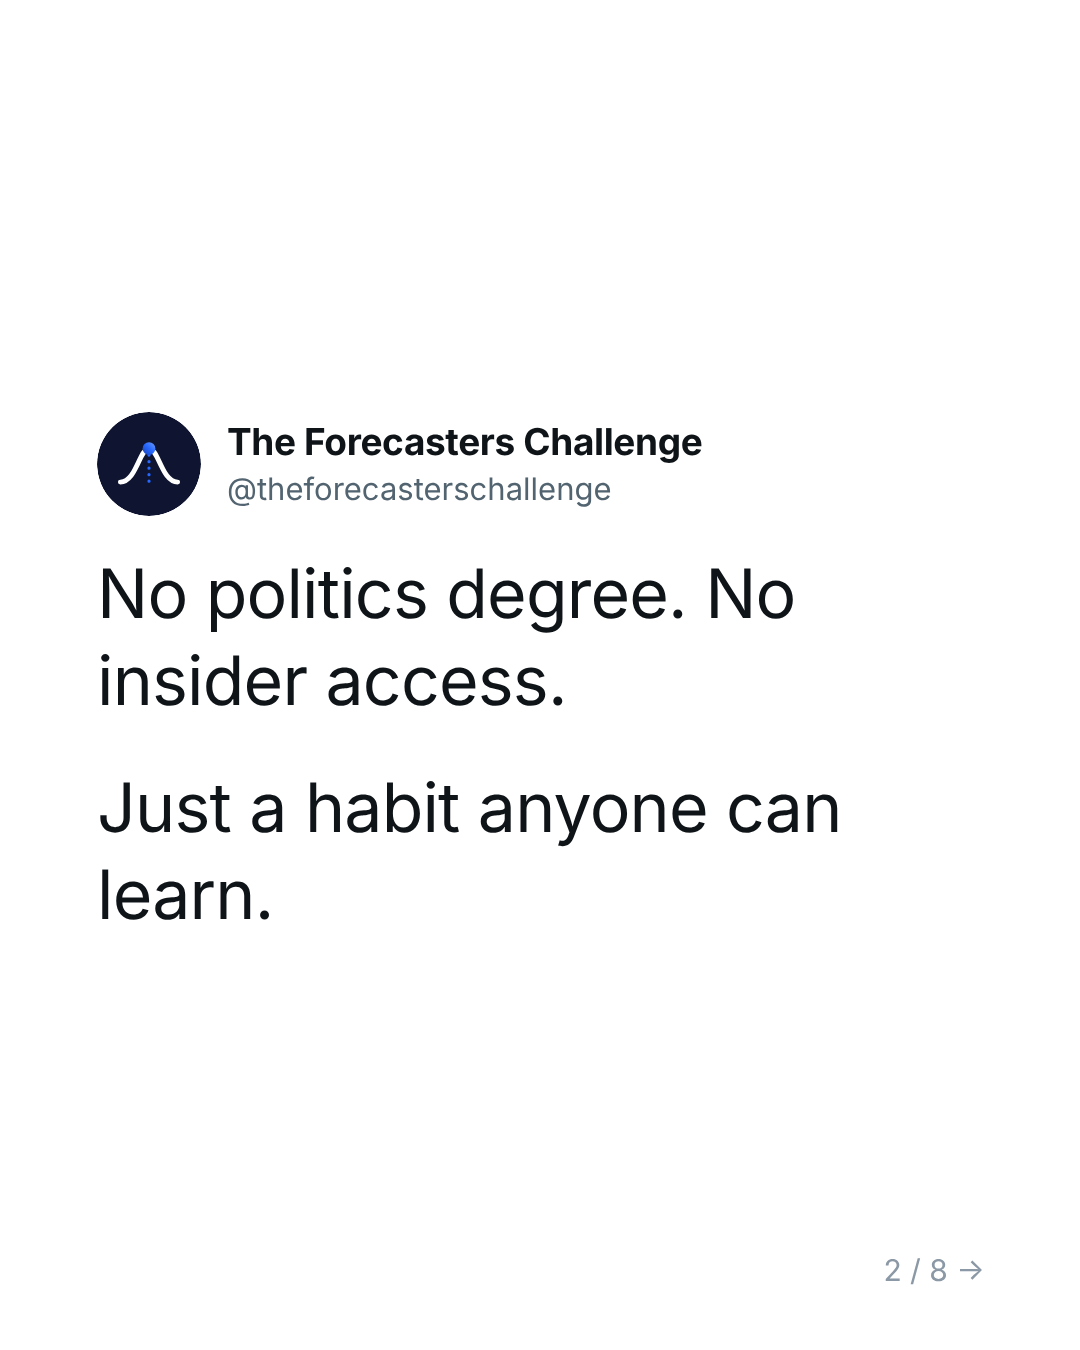 The Forecasters Challenge
@theforecasterschallenge
No politics degree. No
insider access.
Just a habit anyone can
learn.
2 / 8 →